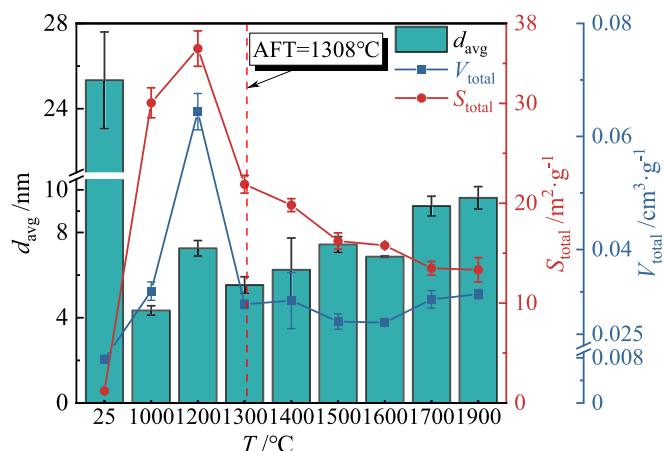 28
24
10
8
4
0
d_avg /nm
AFT=1308℃
d_avg
V_total
S_total
38
30
20
10
0
S_total /m²·g⁻¹
0.08
0.06
0.04
0.025
0.008
0
V_total /cm³·g⁻¹
25 1000 1200 1300 1400 1500 1600 1700 1900
T /℃